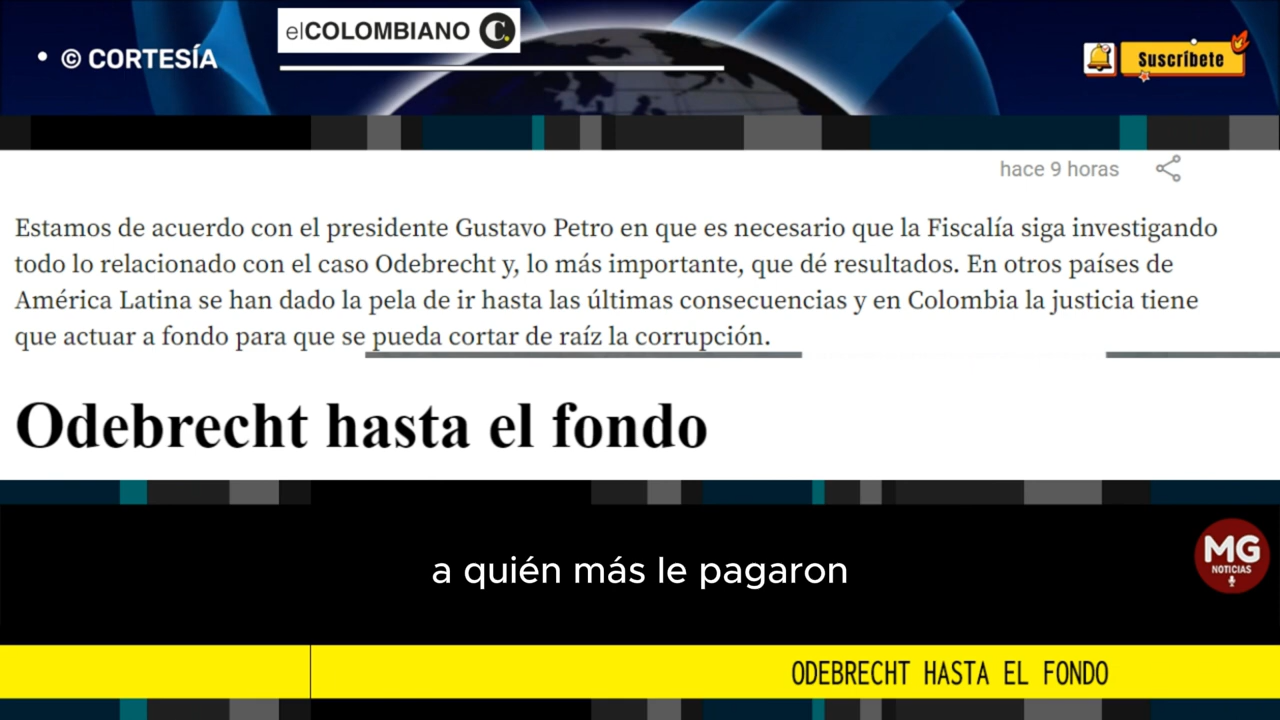 elCOLOMBIANO C.
• © CORTESÍA
Suscríbete
hace 9 horas
Estamos de acuerdo con el presidente Gustavo Petro en que es necesario que la Fiscalía siga investigando
todo lo relacionado con el caso Odebrecht y, lo más importante, que dé resultados. En otros países de
América Latina se han dado la pela de ir hasta las últimas consecuencias y en Colombia la justicia tiene
que actuar a fondo para que se pueda cortar de raíz la corrupción.
Odebrecht hasta el fondo
a quién más le pagaron
MG
NOTICIAS
ODEBRECHT HASTA EL FONDO